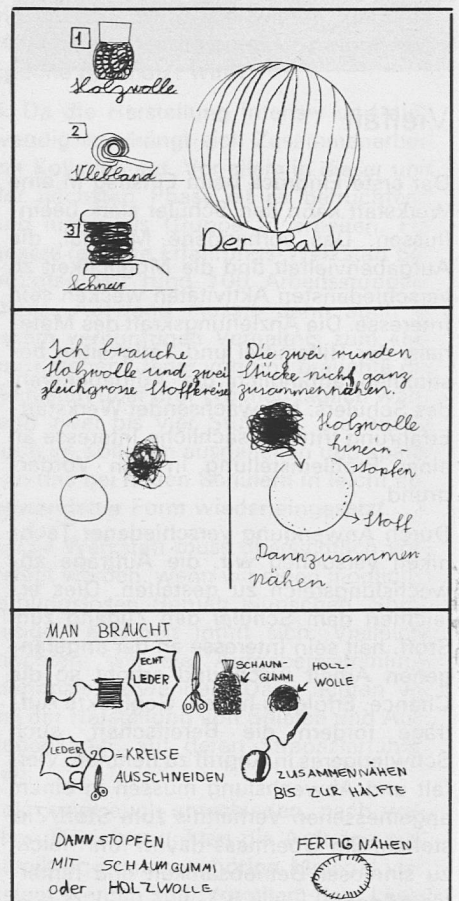 1
Holzwolle
2
Klebband
3
Schnur
Der Ball
Ich brauche
Holzwolle und zwei
gleichgrosse Stoffkreise
Die zwei runden
Stücke nicht ganz
zusammennähen.
Holzwolle
hinein-
stopfen
Stoff
Dann zusammen
nähen
MAN BRAUCHT
ECHT
LEDER
SCHAUM-
GUMMI
HOLZ-
WOLLE
LEDER
-KREISE
AUSSCHNEIDEN
ZUSAMMENNÄHEN
BIS ZUR HÄLFTE
DANN STOPFEN
MIT SCHAUMGUMMI
oder HOLZWOLLE
FERTIG NÄHEN